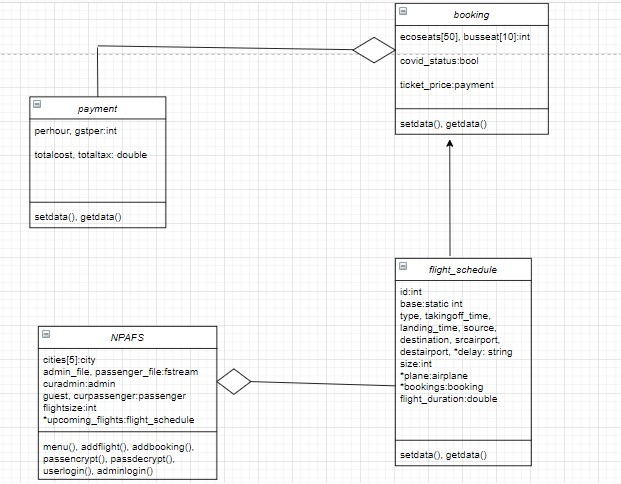 booking
ecoseats[50], busseat[10]:int
covid_status:bool
ticket_price:payment
setdata(), getdata()
payment
perhour, gstper:int
totalcost, totaltax: double
setdata(), getdata()
flight_schedule
id:int
base:static int
type, takingoff_time,
landing_time, source,
destination, srcairport,
destairport, *delay: string
size:int
*plane:airplane
*bookings:booking
flight_duration:double
setdata(), getdata()
NPAFS
cities[5]:city
admin_file, passenger_file:fstream
curadmin:admin
guest, curpassenger:passenger
flightsize:int
*upcoming_flights:flight_schedule
menu(), addflight(), addbooking(),
passencrypt(), passdecrypt(),
userlogin(), adminlogin()